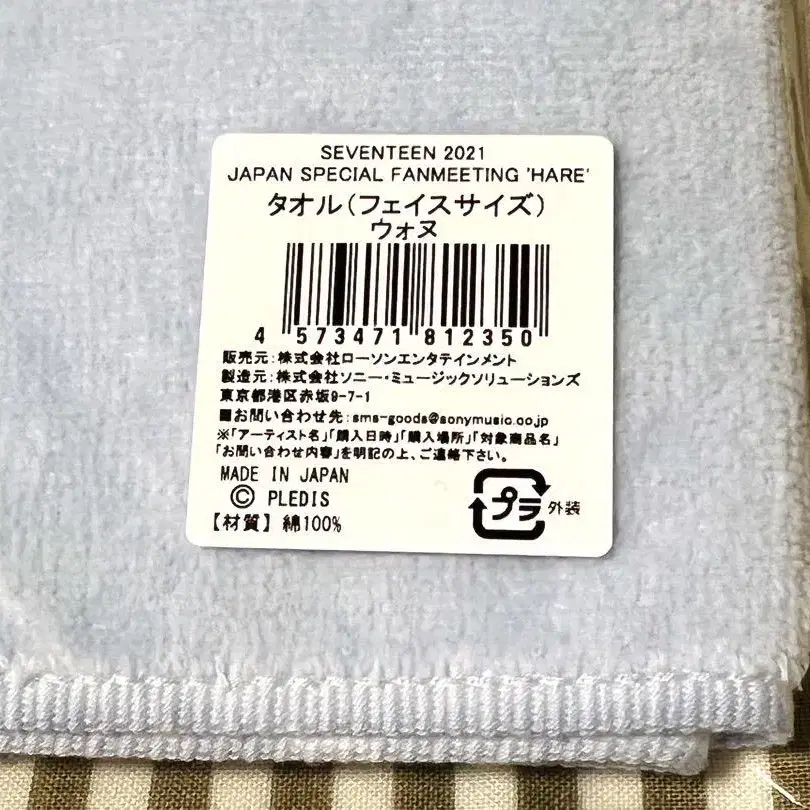 SEVENTEEN 2021
JAPAN SPECIAL FANMEETING 'HARE'
タオル(フェイスサイズ)
ウォヌ
4 573471 812350
販売元:株式会社ローソンエンタテインメント
製造元:株式会社ソニー・ミュージックソリューションズ
東京都港区赤坂9-7-1
■お問い合わせ先:sms-goods@sonymusic.co.jp
※「アーティスト名」「購入日時」「購入場所」「対象商品名」
「お問い合わせ内容」を明記の上、ご連絡下さい。
MADE IN JAPAN
© PLEDIS
プラ 外装
【材質】綿100%